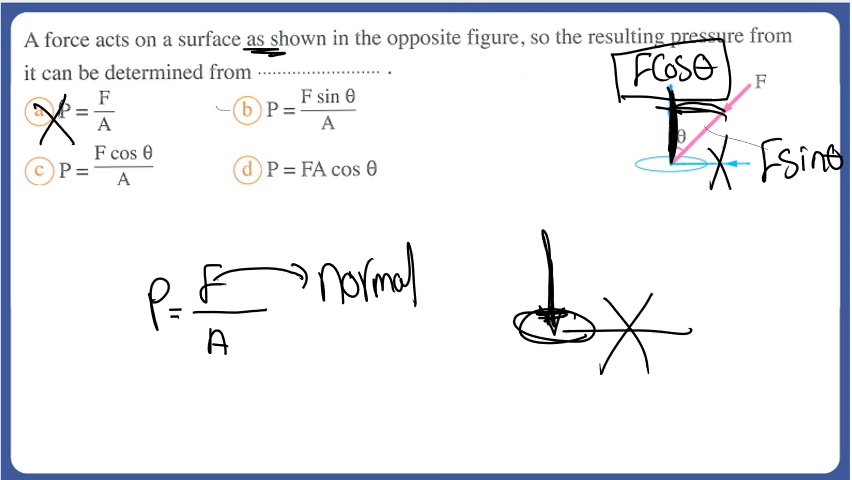 A force acts on a surface as shown in the opposite figure, so the resulting pressure from
it can be determined from ........................ .
FCosθ
F
θ
X Fsinθ
a P = F/A
b P = F sin θ/A
c P = F cos θ/A
d P = FA cos θ
P = F/A → normal